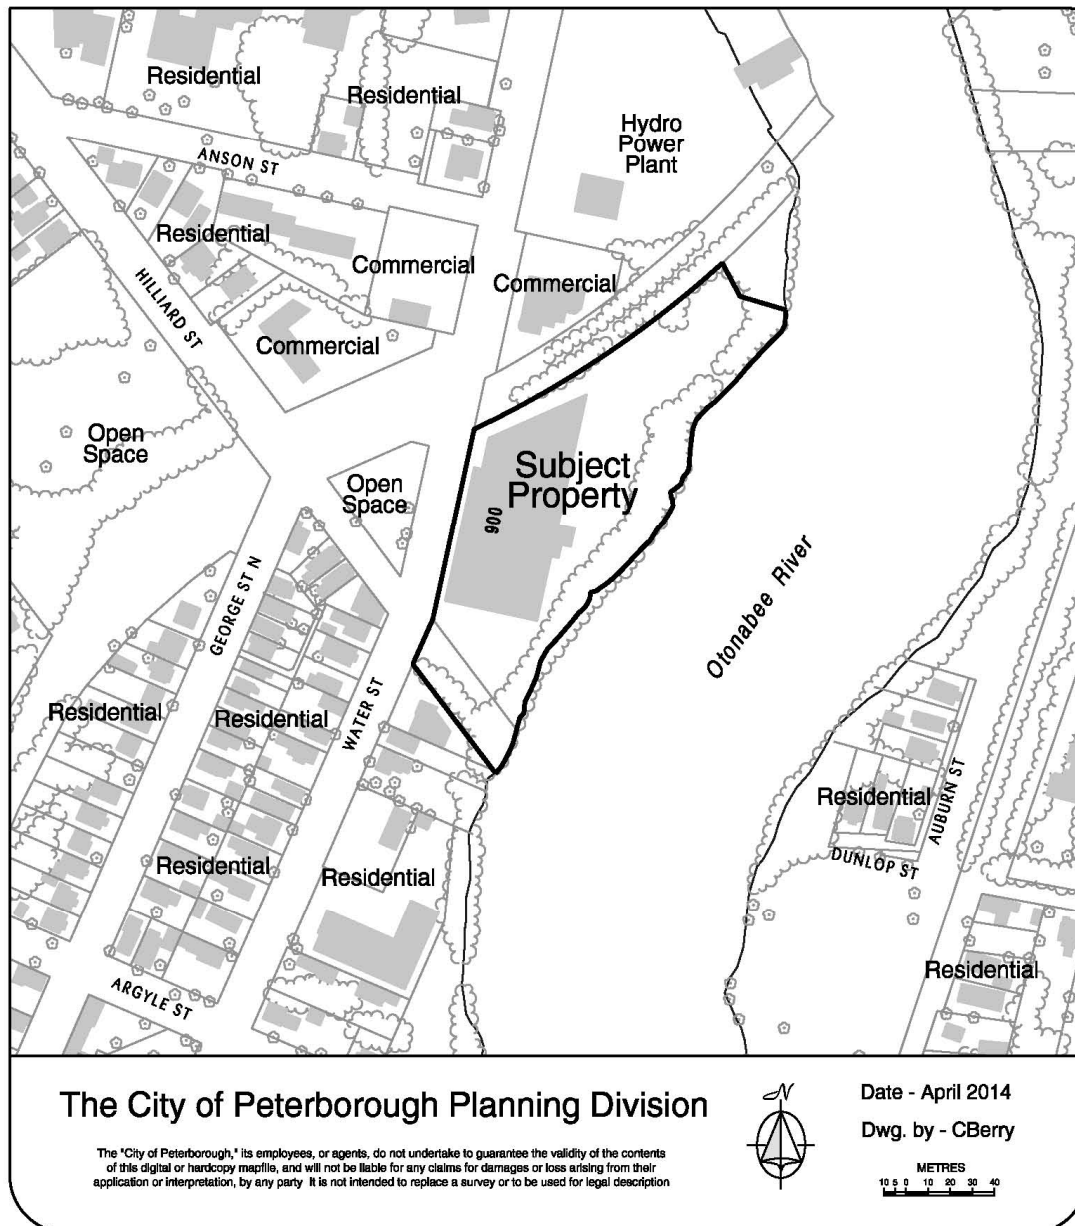 Residential
Residential
Hydro
Power
Plant
ANSON ST
Residential
Commercial
Commercial
HILLIARD ST
Commercial
Open
Space
Open
Space
Subject
Property
900
GEORGE ST N
Otonabee River
WATER ST
Residential
Residential
Residential
AUBURN ST
DUNLOP ST
Residential
Residential
Residential
ARGYLE ST
The City of Peterborough Planning Division
The "City of Peterborough," its employees, or agents, do not undertake to guarantee the validity of the contents
of this digital or hardcopy mapfile, and will not be liable for any claims for damages or loss arising from their
application or interpretation, by any party It is not intended to replace a survey or to be used for legal description
N
Date - April 2014
Dwg. by - CBerry
METRES
10 5 0 10 20 30 40